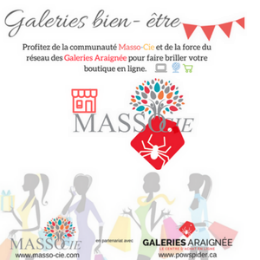 Galeries bien-être
Profitez de la communauté Masso-Cie et de la force du
réseau des Galeries Araignée pour faire briller votre
boutique en ligne.
MASSOCIE
MASSOCIE
www.masso-cie.com
en partenariat avec
GALERIES ARAIGNÉE
www.powspider.ca